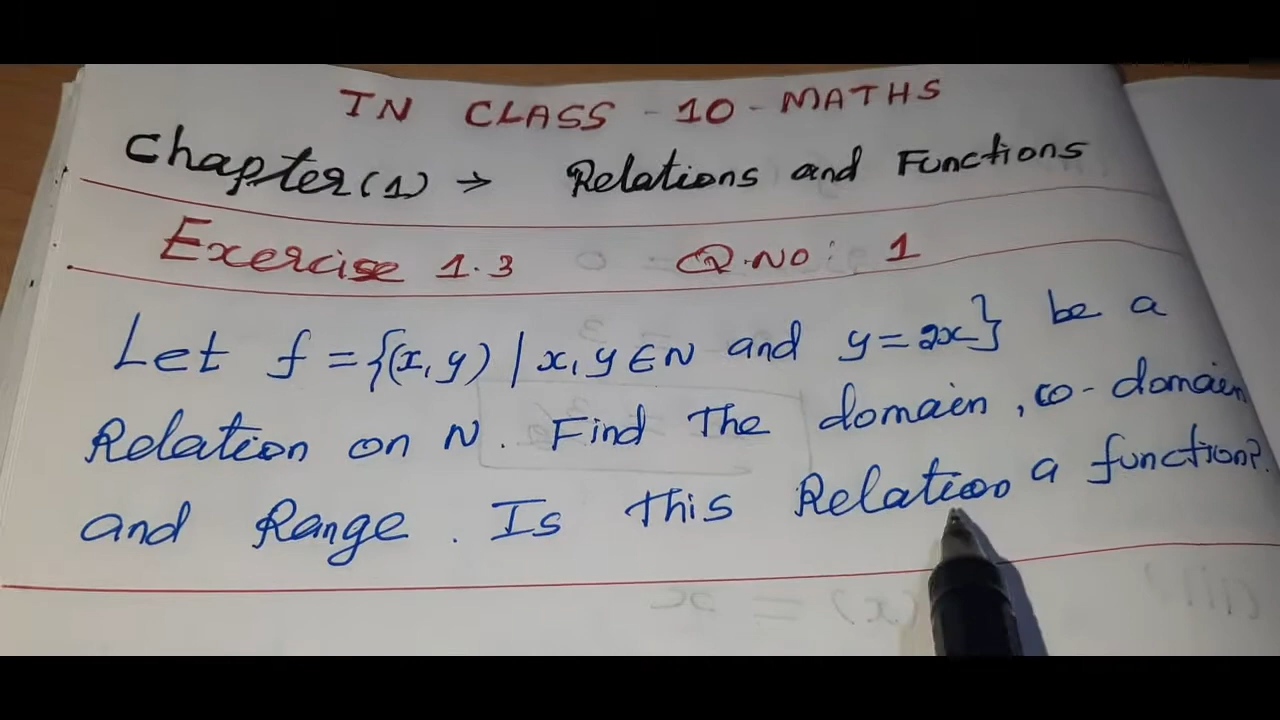 TN CLASS - 10 - MATHS
Chapter (1) → Relations and Functions
Exercise 1.3 Q.NO: 1
Let f = {(x, y) / x, y ∈ N and y = 2x} be a
Relation on N. Find The domain, co-domain
and Range. Is This Relation a function?